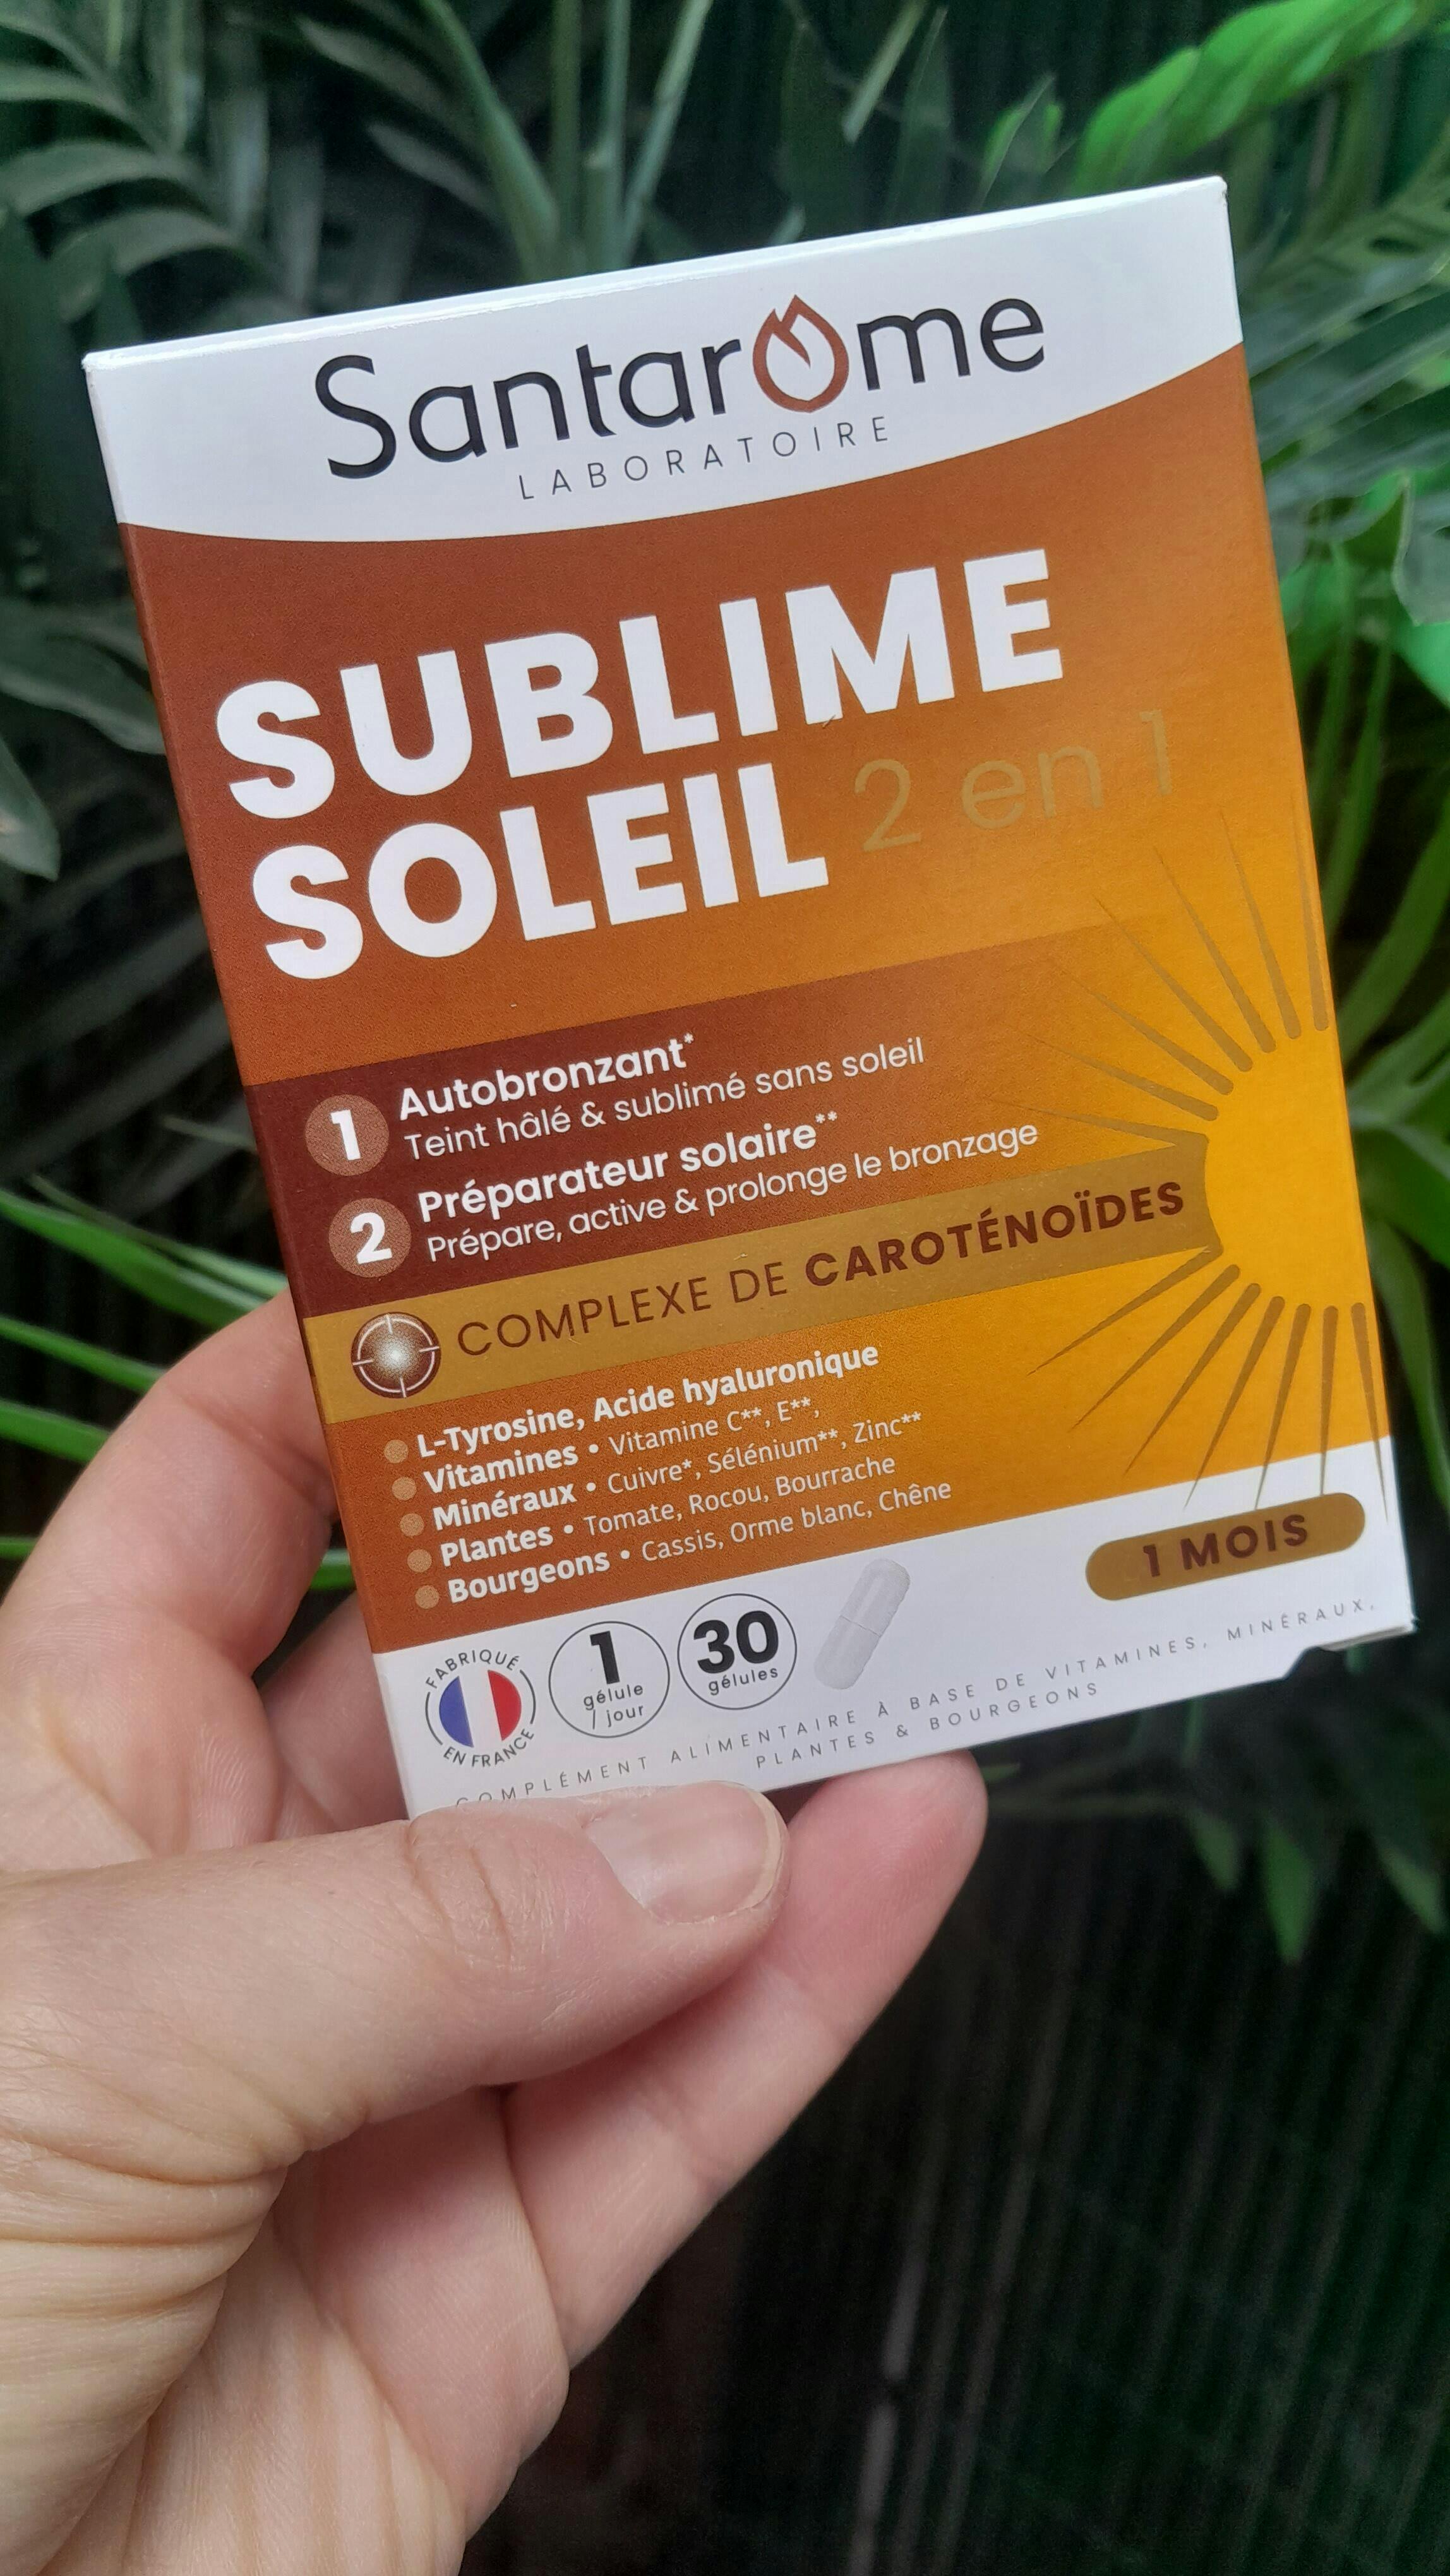 Santarome
LABORATOIRE
SUBLIME
SOLEIL 2 en 1
1 Autobronzant*
Teint hâlé & sublimé sans soleil
2 Préparateur solaire**
Prépare, active & prolonge le bronzage
COMPLEXE DE CAROTÉNOÏDES
L-Tyrosine, Acide hyaluronique
Vitamines • Vitamine C**, E**,
Minéraux • Cuivre*, Sélénium**, Zinc**
Plantes • Tomate, Rocou, Bourrache
Bourgeons • Cassis, Orme blanc, Chêne
1 MOIS
FABRIQUÉ
EN FRANCE
1
gélule
/ jour
30
gélules
COMPLÉMENT ALIMENTAIRE À BASE DE VITAMINES, MINÉRAUX,
PLANTES & BOURGEONS